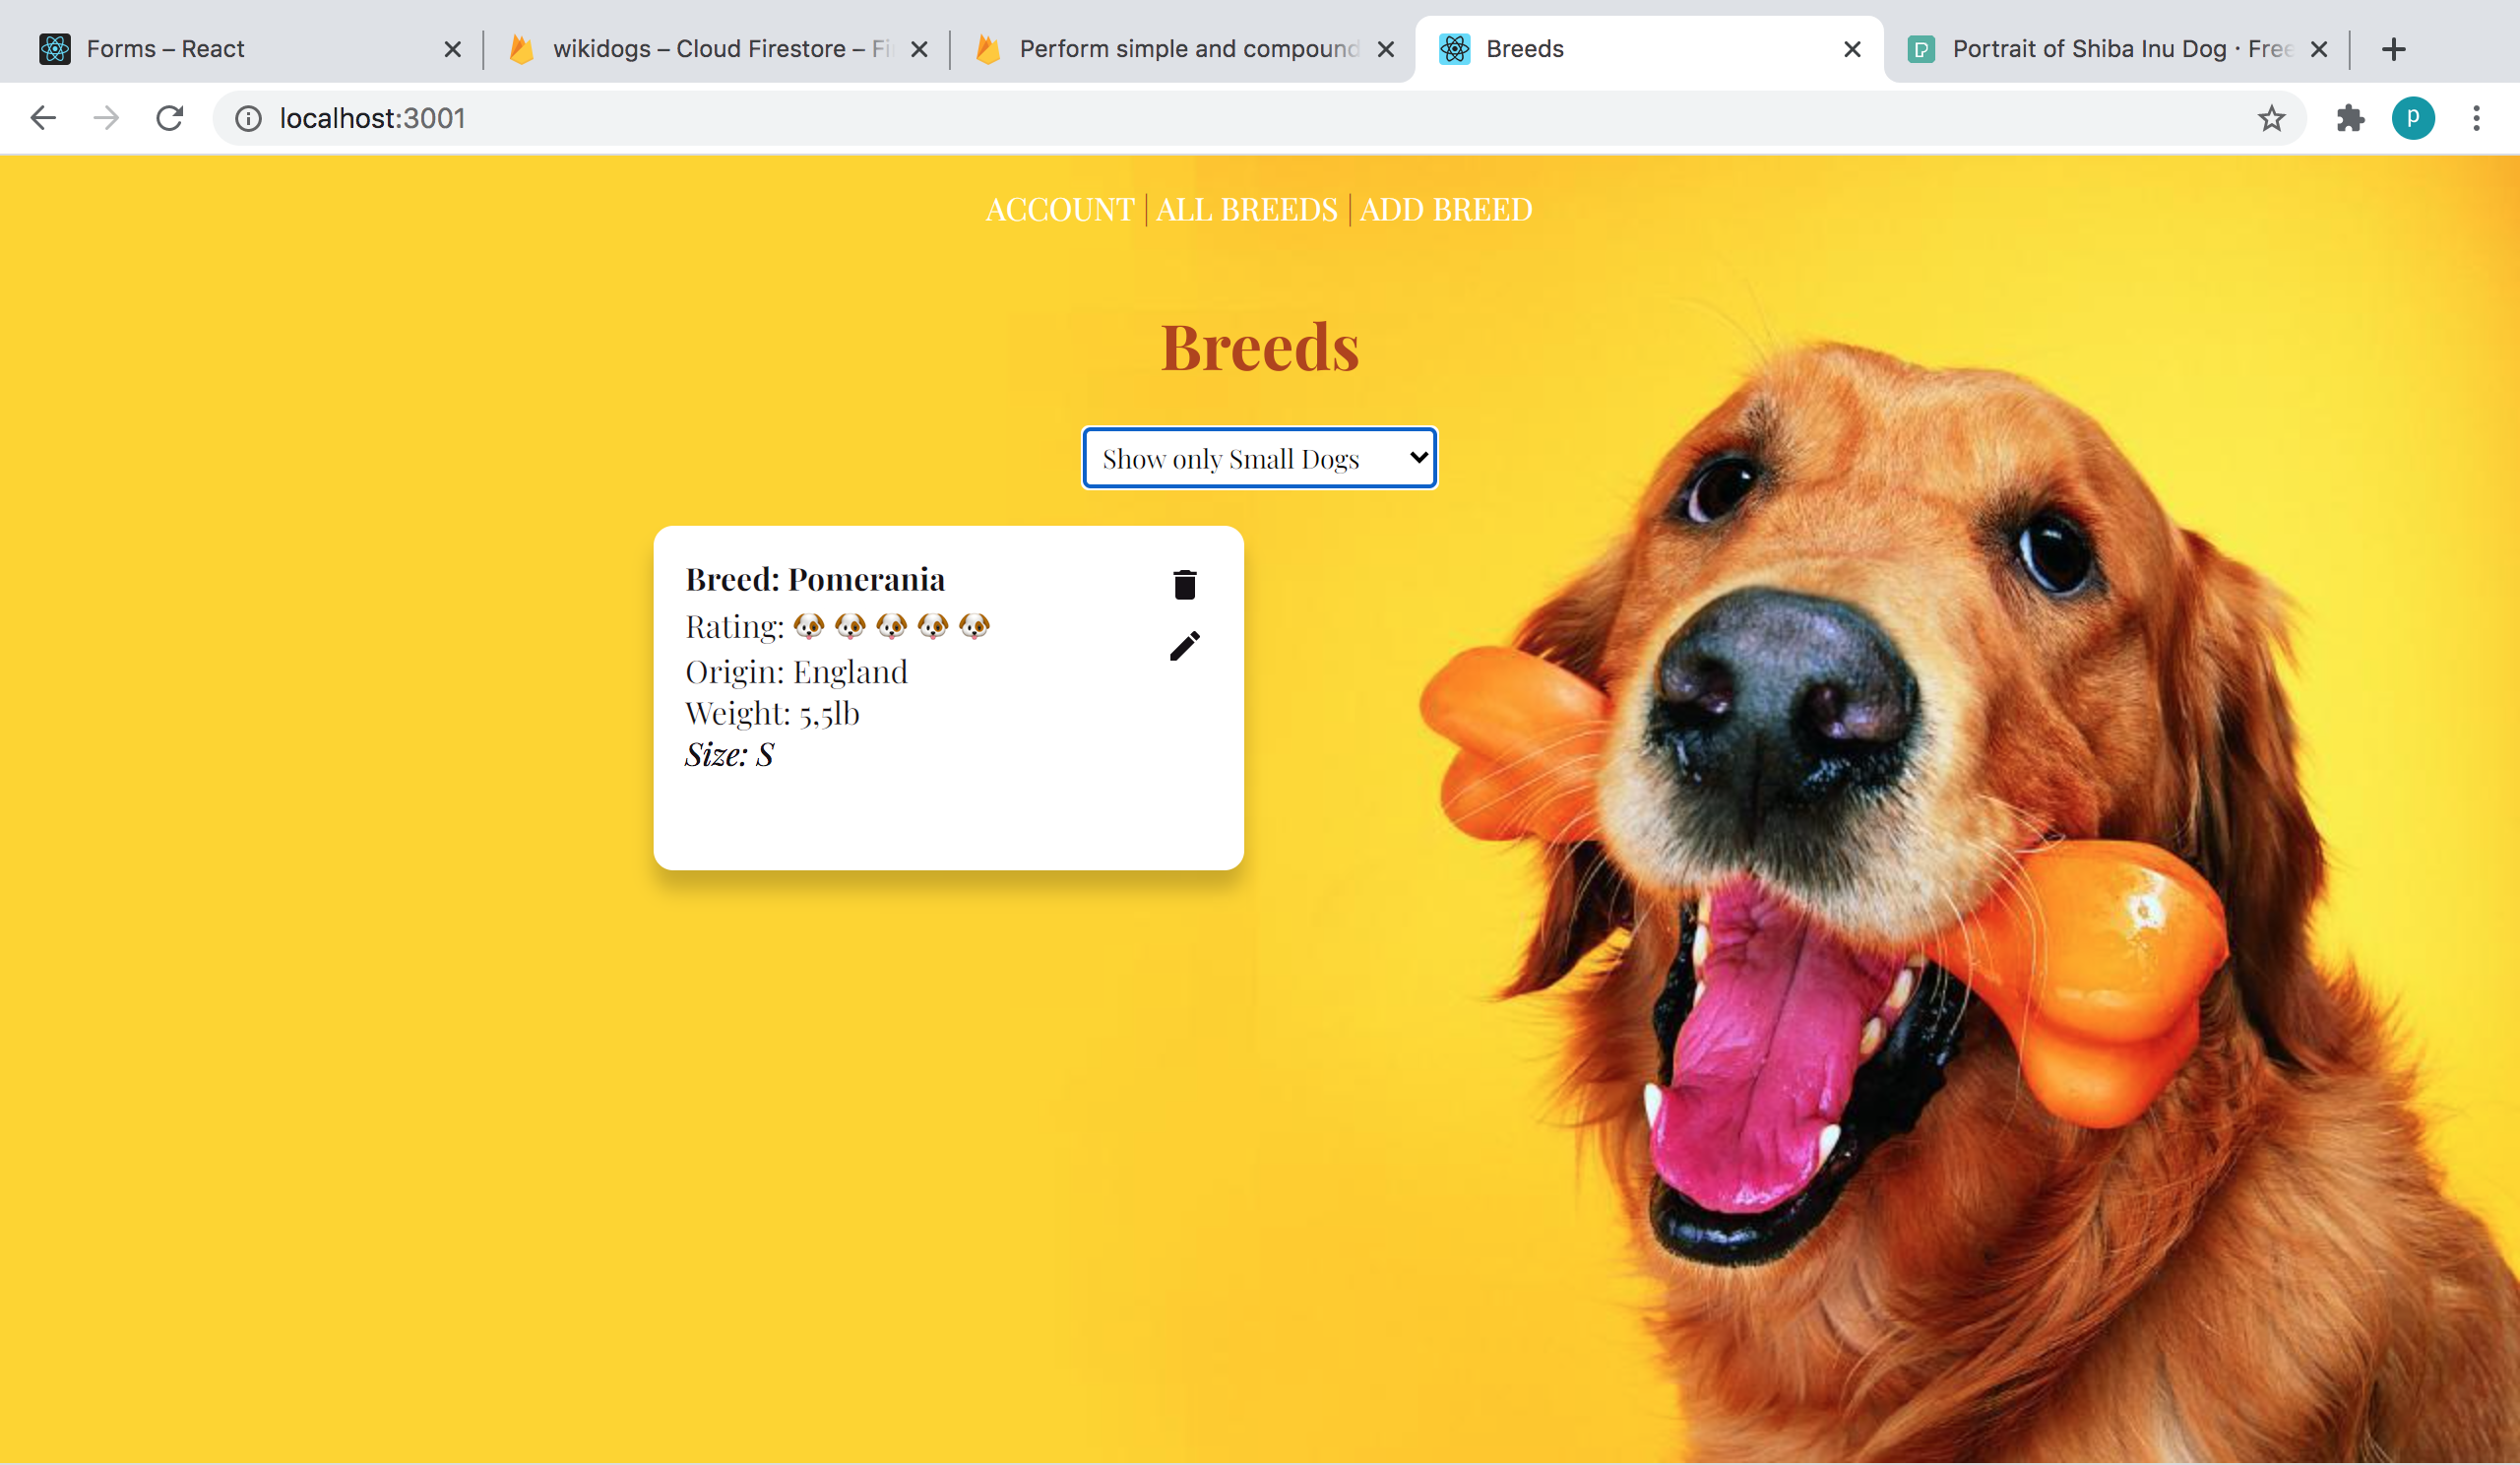 Forms – React
wikidogs – Cloud Firestore – Fi
Perform simple and compound
Breeds
Portrait of Shiba Inu Dog · Free
localhost:3001
p
ACCOUNT | ALL BREEDS | ADD BREED
Breeds
Show only Small Dogs
Breed: Pomerania
Rating: 🐶 🐶 🐶 🐶 🐶
Origin: England
Weight: 5,5lb
Size: S